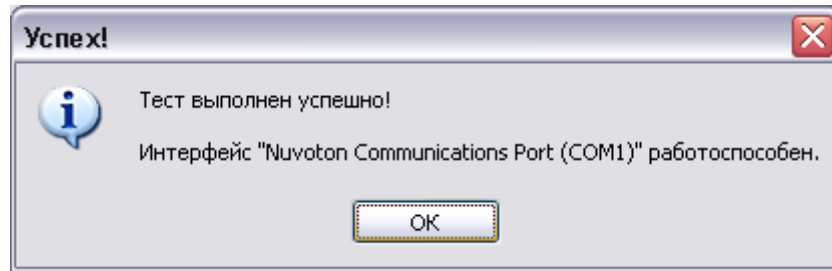 Успех!
Тест выполнен успешно!
Интерфейс "Nuvoton Communications Port (COM1)" работоспособен.
OK